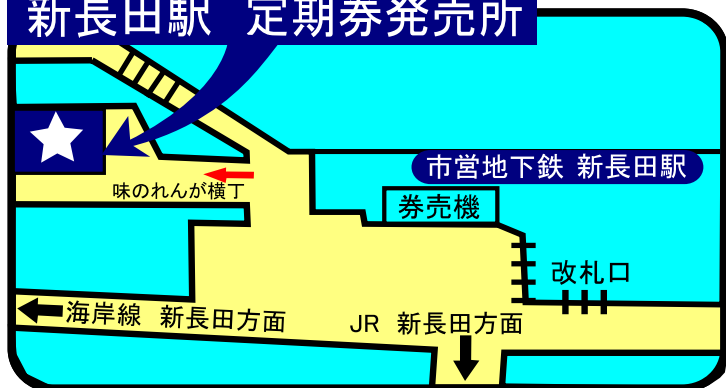 新長田駅 定期券発売所
市営地下鉄 新長田駅
味のれんが横丁
券売機
改札口
海岸線 新長田方面
JR 新長田方面